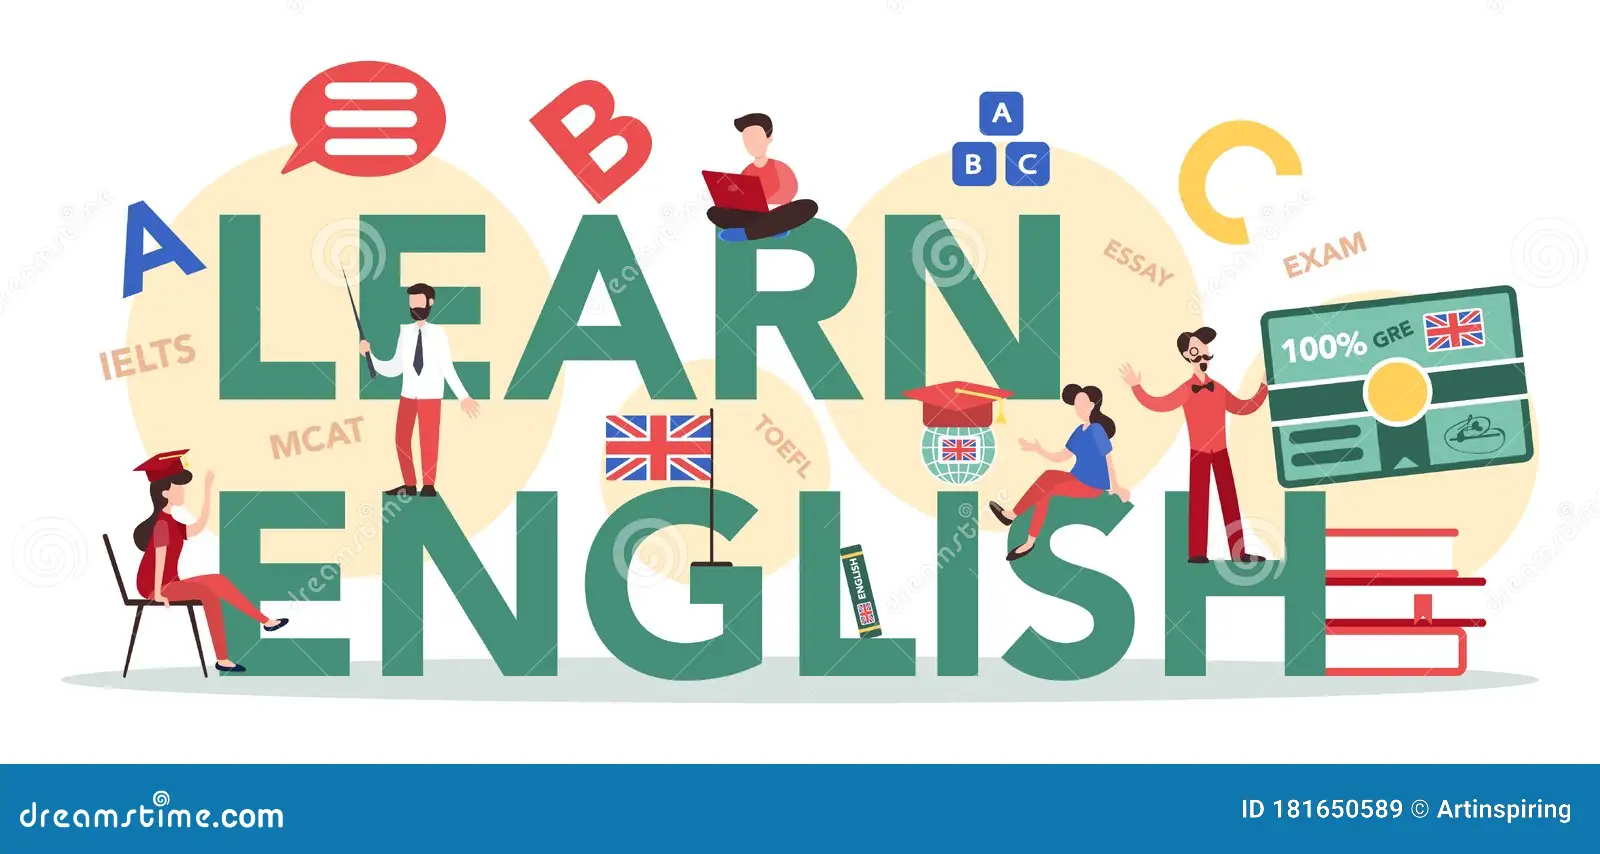 A
B
A
B C
C
LEARN
ESSAY
EXAM
IELTS
100% GRE
MCAT
TOEFL
ENGLISH
ENGLISH
dreamstime.com
ID 181650589 © Artinspiring